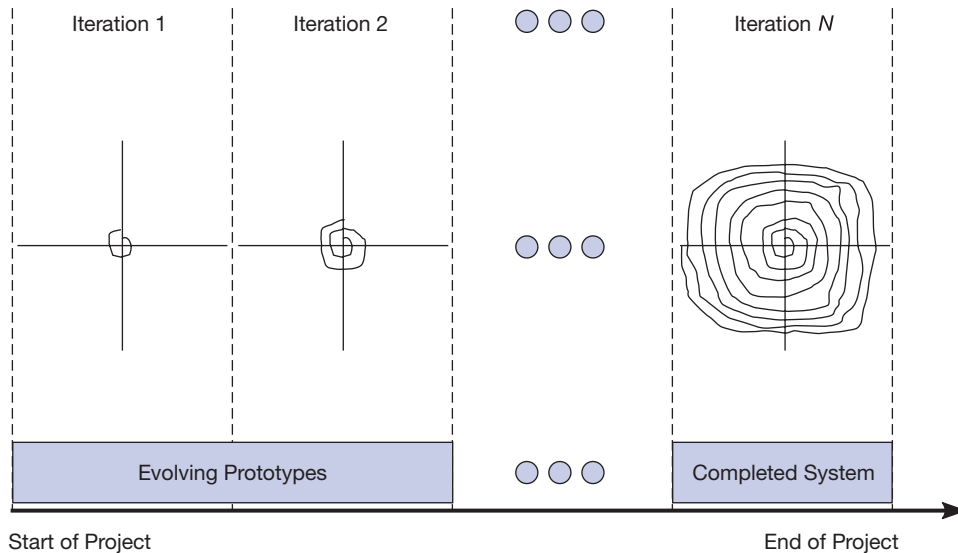 Iteration 1
Iteration 2
Iteration N
Evolving Prototypes
Completed System
Start of Project
End of Project